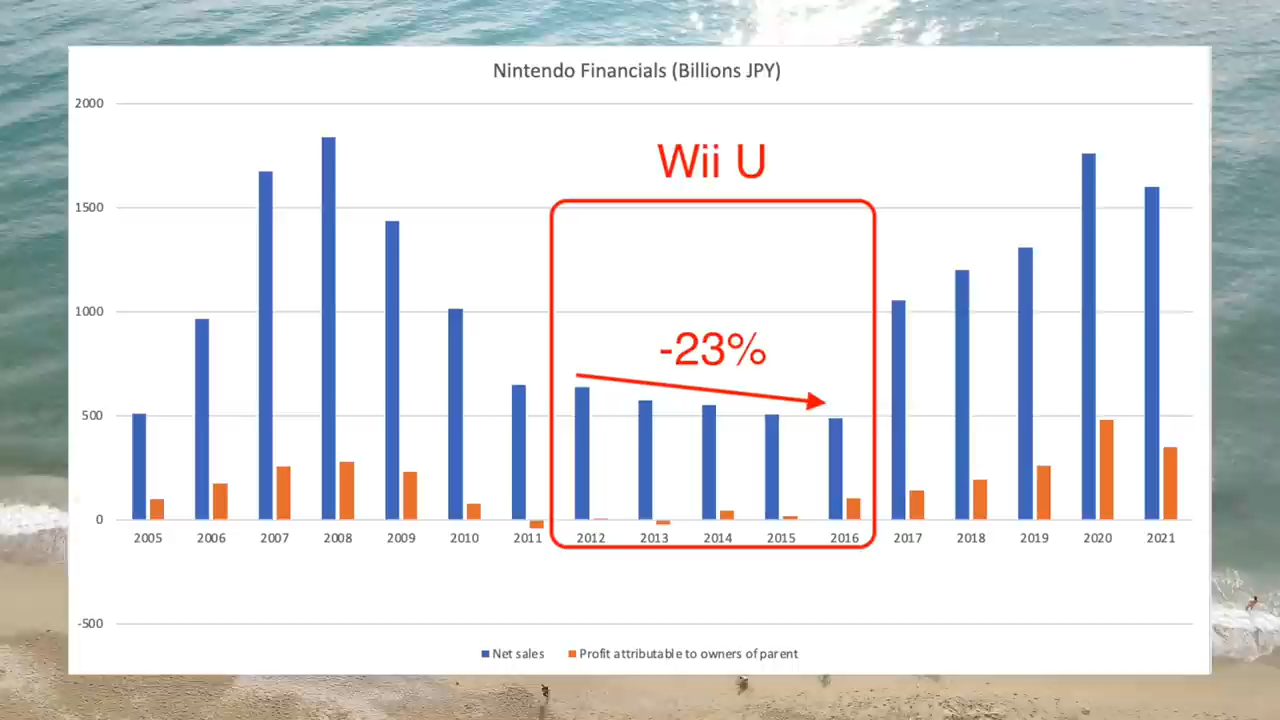 Nintendo Financials (Billions JPY)
2000
Wii U
1500
1000
-23%
500
0
2005 2006 2007 2008 2009 2010 2011 2012 2013 2014 2015 2016 2017 2018 2019 2020 2021
-500
Net sales Profit attributable to owners of parent